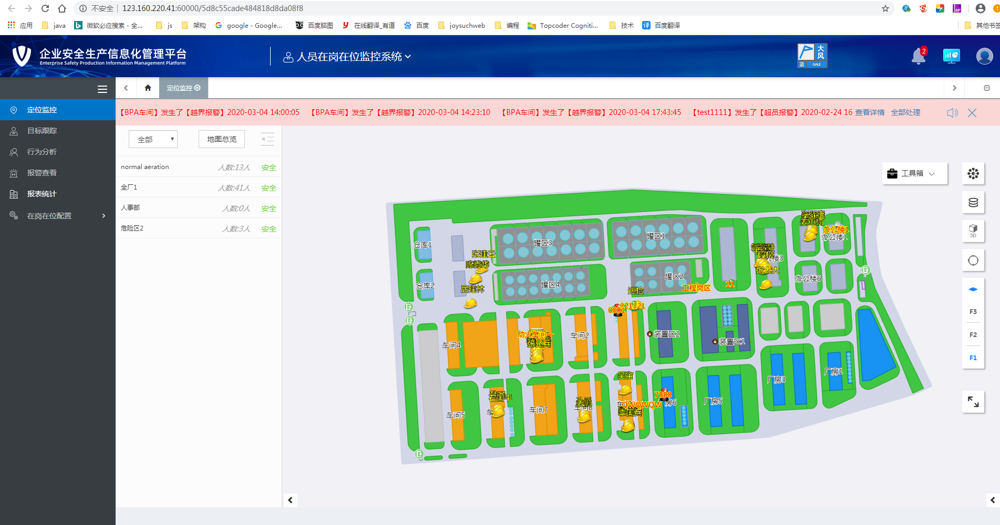 不安全 | 123.160.220.41:60000/5d8c55cade484818d8da08f8
应用 java 微软必应搜索 - 全... js 架构 google - Google... 百度脑图 在线翻译_有道 百度 joysuchweb 编程 Topcoder Cogniti... 技术 百度翻译 其他书签
企业安全生产信息化管理平台
Enterprise Safety Production Information Management Platform
人员在岗在位监控系统
大风
蓝 GALE
2
定位监控
【BPA车间】发生了【越界报警】2020-03-04 14:00:05 【BPA车间】发生了【越界报警】2020-03-04 14:23:10 【BPA车间】发生了【越界报警】2020-03-04 17:43:45 【test1111】发生了【超员报警】2020-02-24 16 查看详情 全部处理
定位监控
目标跟踪
行为分析
报警查看
报表统计
在岗在位配置
全部 地图总览
normal aeration 人数:13人 安全
全厂1 人数:41人 安全
人事部 人数:0人 安全
危险区2 人数:3人 安全
工具箱
3D
F3
F2
F1
仓库1
罐区3
罐区1
办公楼1
办公楼1
张建云
陈秀华
仓库2
居建林
罐区4
罐区2
工程岗区
11
张大大
办公楼6
巡检
321321
0001
动火车间一
车间4
车间2
装置区2
装置区1
吴宙
石国平
车间5
车间7
车间8
7888
QWQWQW
李国兵
房6
厂房5
厂房3
厂房1